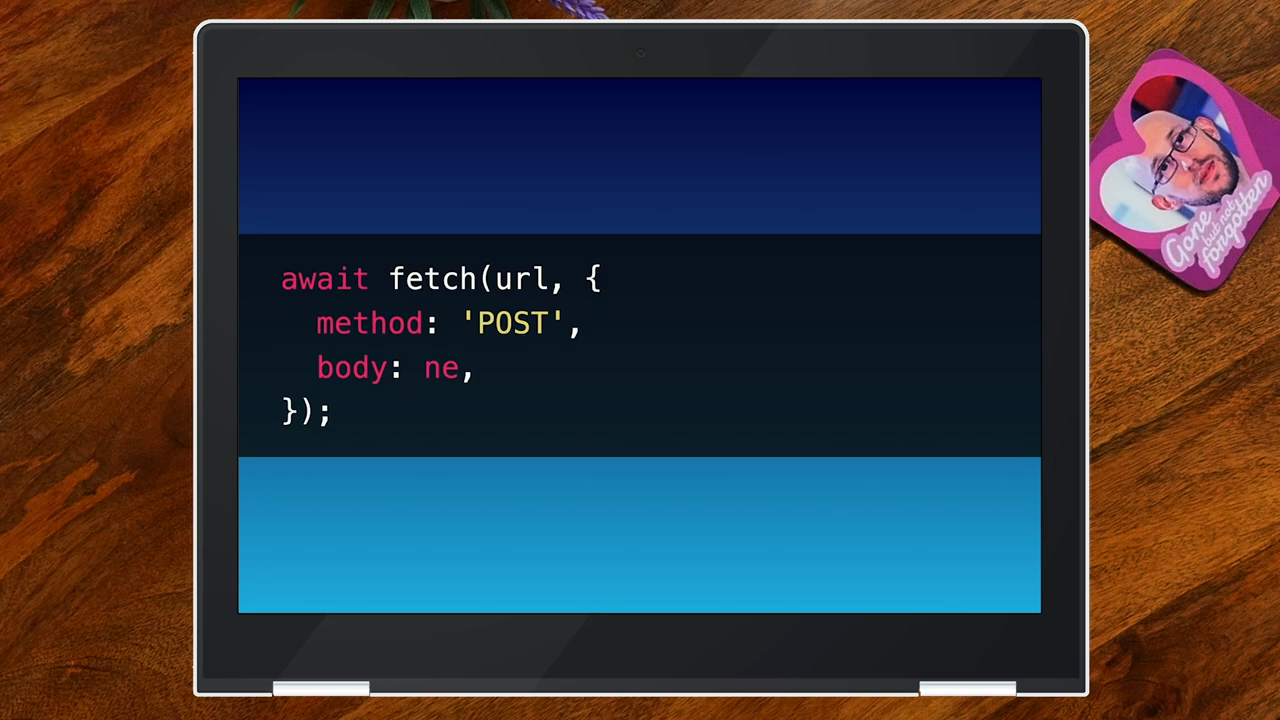 await fetch(url, {
  method: 'POST',
  body: ne,
});
Gone
but not
forgotten